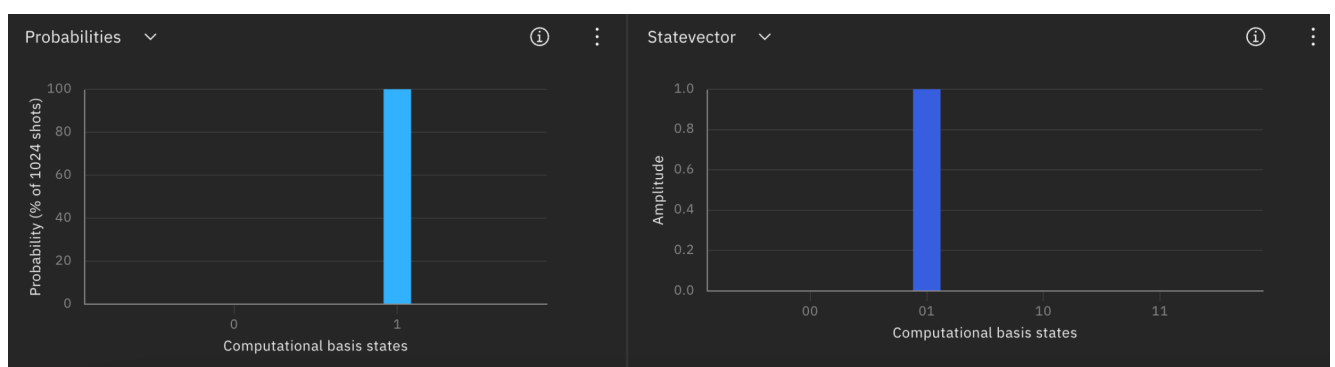 Probabilities
Probability (% of 1024 shots)
100
80
60
40
20
0
0 1
Computational basis states
Statevector
Amplitude
1.0
0.8
0.6
0.4
0.2
0.0
00 01 10 11
Computational basis states